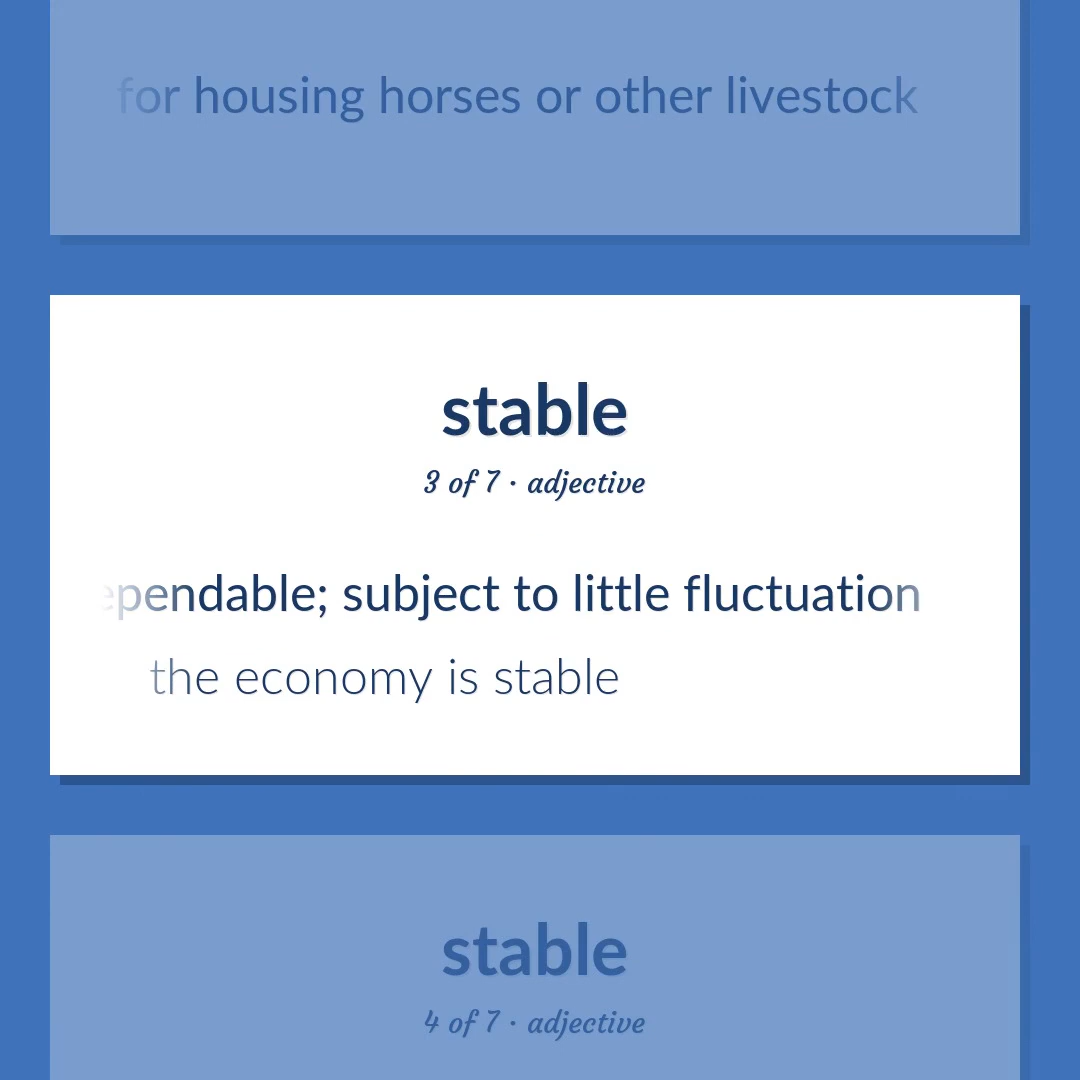 for housing horses or other livestock
stable
3 of 7 · adjective
ependable; subject to little fluctuation
the economy is stable
stable
4 of 7 · adjective